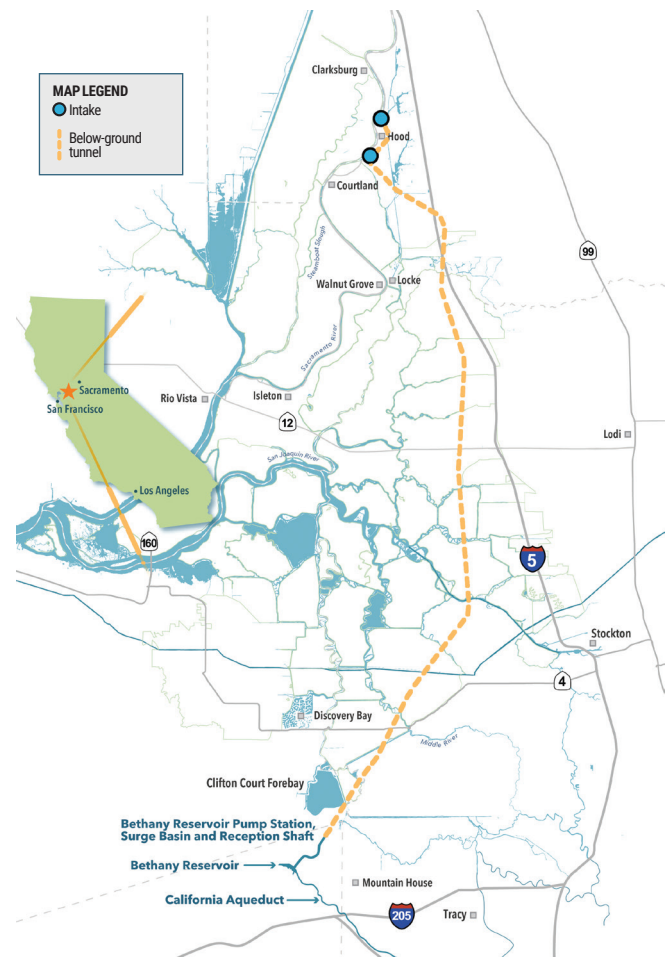 Clarksburg
MAP LEGEND
Intake
Below-ground
tunnel
Hood
Courtland
Steamboat Slough
99
Walnut Grove
Locke
Sacramento River
Sacramento
San Francisco
Los Angeles
Rio Vista
Isleton
12
Lodi
San Joaquin River
160
5
Stockton
4
Discovery Bay
Middle River
Clifton Court Forebay
Bethany Reservoir Pump Station,
Surge Basin and Reception Shaft
Bethany Reservoir
Mountain House
California Aqueduct
205
Tracy